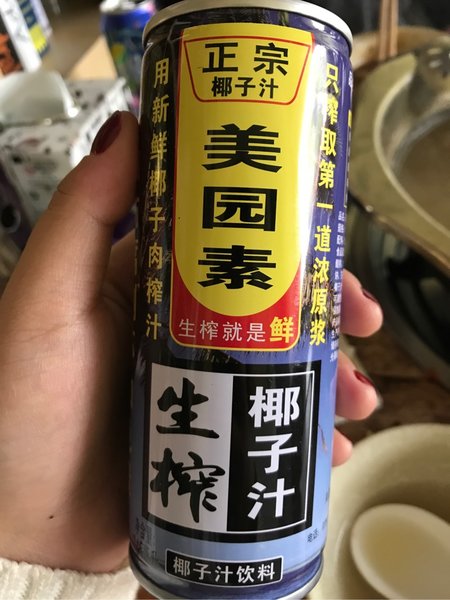 正宗
椰子汁
美园素
生榨就是鲜
用新鲜椰子肉榨汁
只榨取第一道浓原浆
生榨
椰子汁
椰子汁饮料